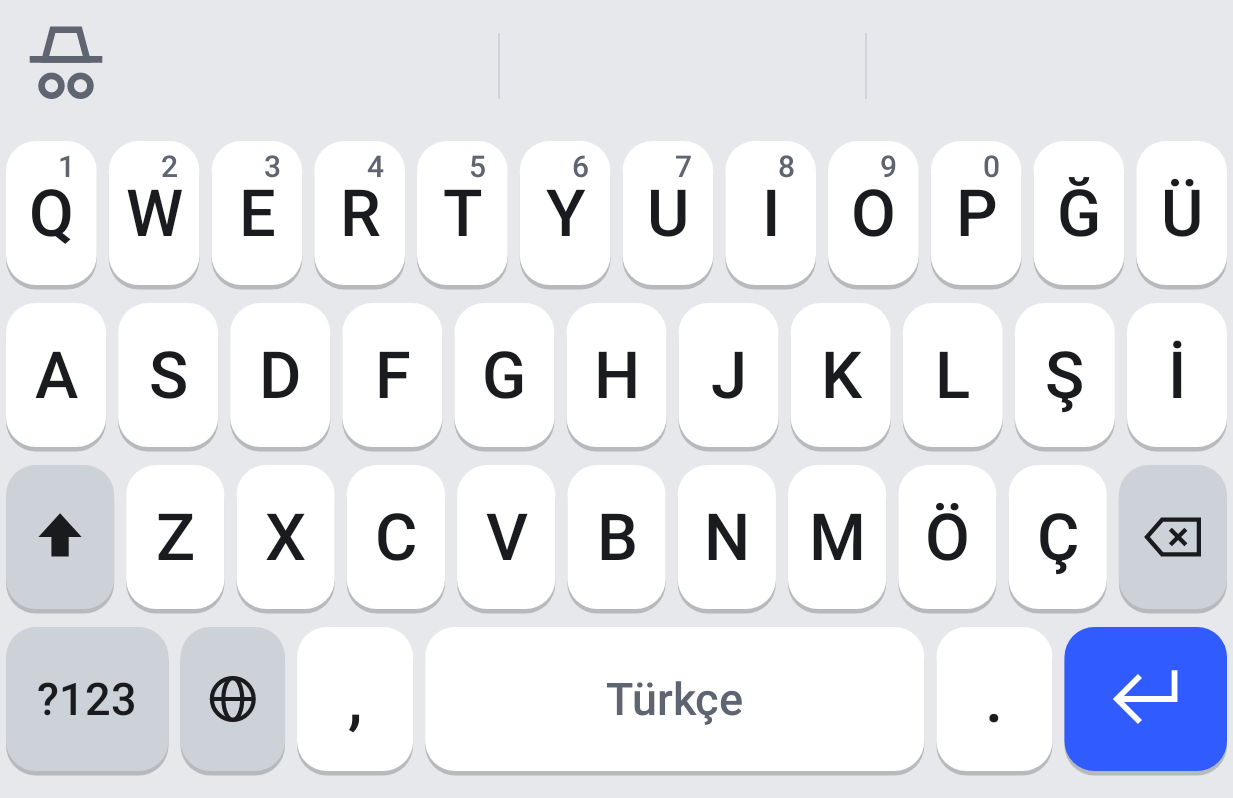 1 2 3 4 5 6 7 8 9 0
Q W E R T Y U I O P Ğ Ü
A S D F G H J K L Ş İ
Z X C V B N M Ö Ç
?123 , Türkçe .